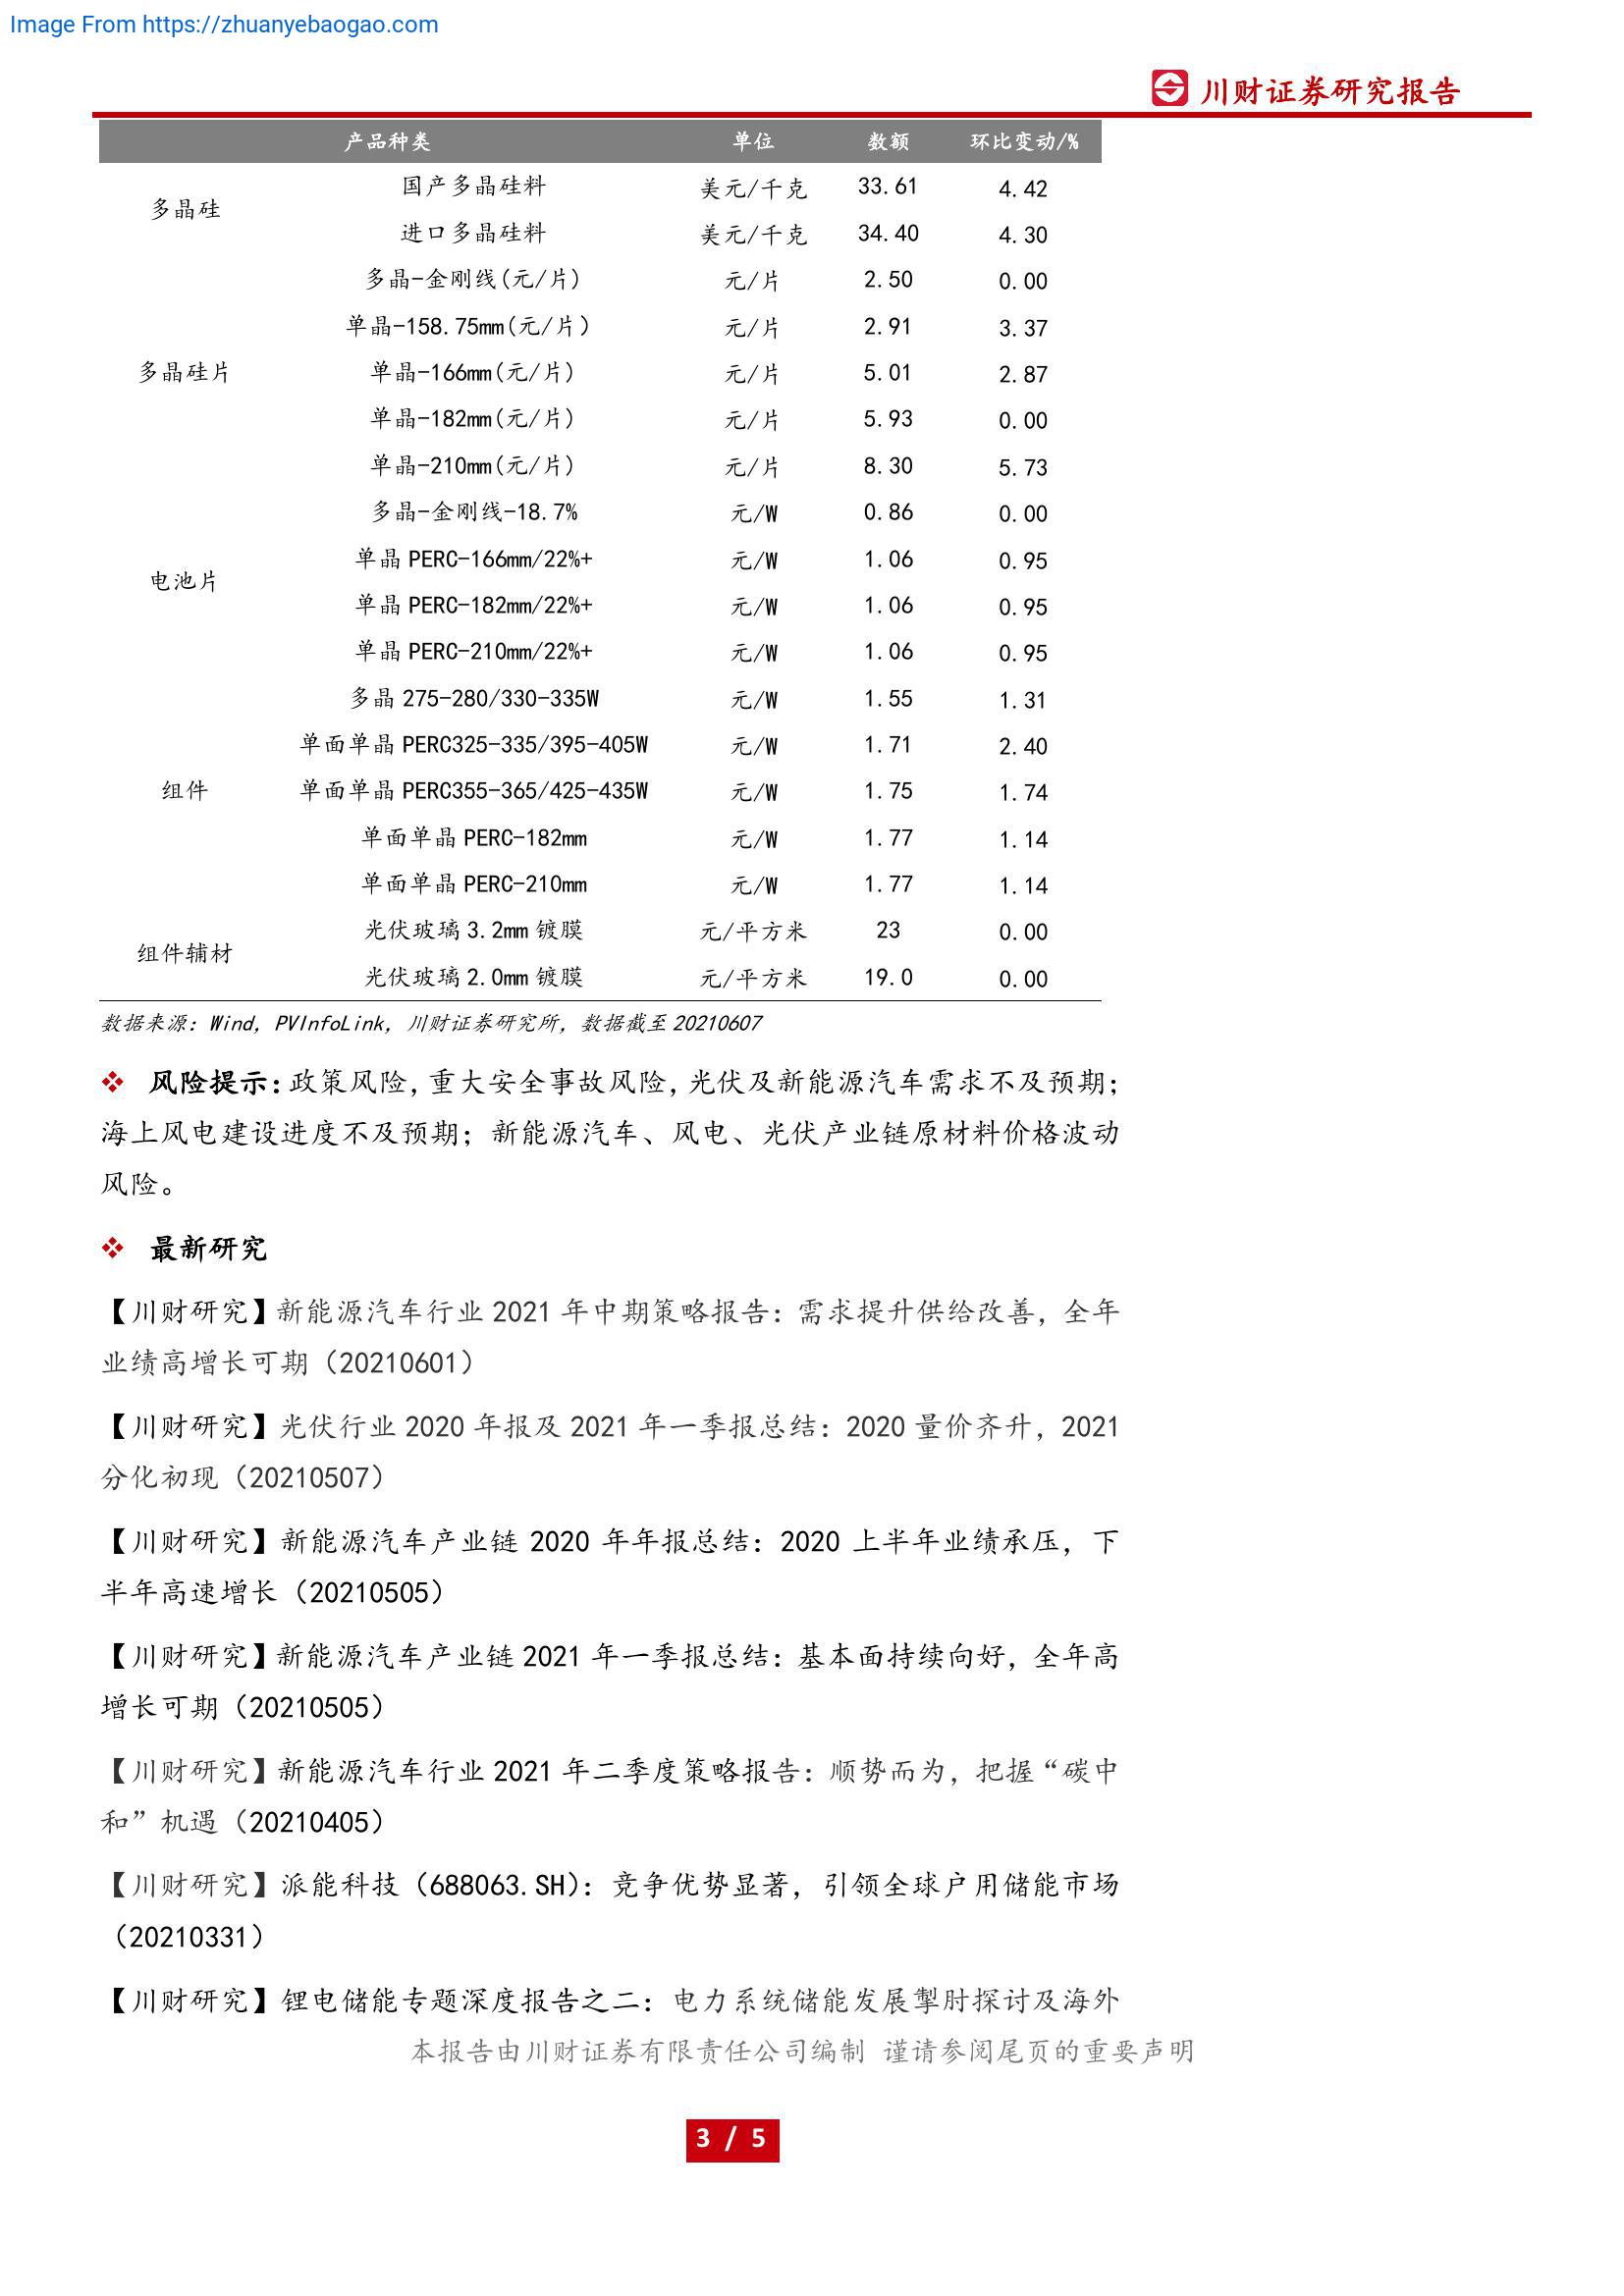 Image From https://zhuanyebaogao.com
川财证券研究报告
产品种类 单位 数额 环比变动/%
多晶硅 国产多晶硅料 美元/千克 33.61 4.42
进口多晶硅料 美元/千克 34.40 4.30
多晶硅片 多晶-金刚线(元/片) 元/片 2.50 0.00
单晶-158.75mm(元/片) 元/片 2.91 3.37
单晶-166mm(元/片) 元/片 5.01 2.87
单晶-182mm(元/片) 元/片 5.93 0.00
单晶-210mm(元/片) 元/片 8.30 5.73
电池片 多晶-金刚线-18.7% 元/W 0.86 0.00
单晶 PERC-166mm/22%+ 元/W 1.06 0.95
单晶 PERC-182mm/22%+ 元/W 1.06 0.95
单晶 PERC-210mm/22%+ 元/W 1.06 0.95
组件 多晶 275-280/330-335W 元/W 1.55 1.31
单面单晶 PERC325-335/395-405W 元/W 1.71 2.40
单面单晶 PERC355-365/425-435W 元/W 1.75 1.74
单面单晶 PERC-182mm 元/W 1.77 1.14
单面单晶 PERC-210mm 元/W 1.77 1.14
组件辅材 光伏玻璃 3.2mm 镀膜 元/平方米 23 0.00
光伏玻璃 2.0mm 镀膜 元/平方米 19.0 0.00
数据来源：Wind, PVInfoLink, 川财证券研究所, 数据截至 20210607
❖ 风险提示：政策风险，重大安全事故风险，光伏及新能源汽车需求不及预期；
海上风电建设进度不及预期；新能源汽车、风电、光伏产业链原材料价格波动
风险。
❖ 最新研究
【川财研究】新能源汽车行业 2021 年中期策略报告：需求提升供给改善，全年
业绩高增长可期（20210601）
【川财研究】光伏行业 2020 年报及 2021 年一季报总结：2020 量价齐升，2021
分化初现（20210507）
【川财研究】新能源汽车产业链 2020 年年报总结：2020 上半年业绩承压，下
半年高速增长（20210505）
【川财研究】新能源汽车产业链 2021 年一季报总结：基本面持续向好，全年高
增长可期（20210505）
【川财研究】新能源汽车行业 2021 年二季度策略报告：顺势而为，把握“碳中
和”机遇（20210405）
【川财研究】派能科技（688063.SH）：竞争优势显著，引领全球户用储能市场
（20210331）
【川财研究】锂电储能专题深度报告之二：电力系统储能发展掣肘探讨及海外
本报告由川财证券有限责任公司编制 谨请参阅尾页的重要声明
3 / 5